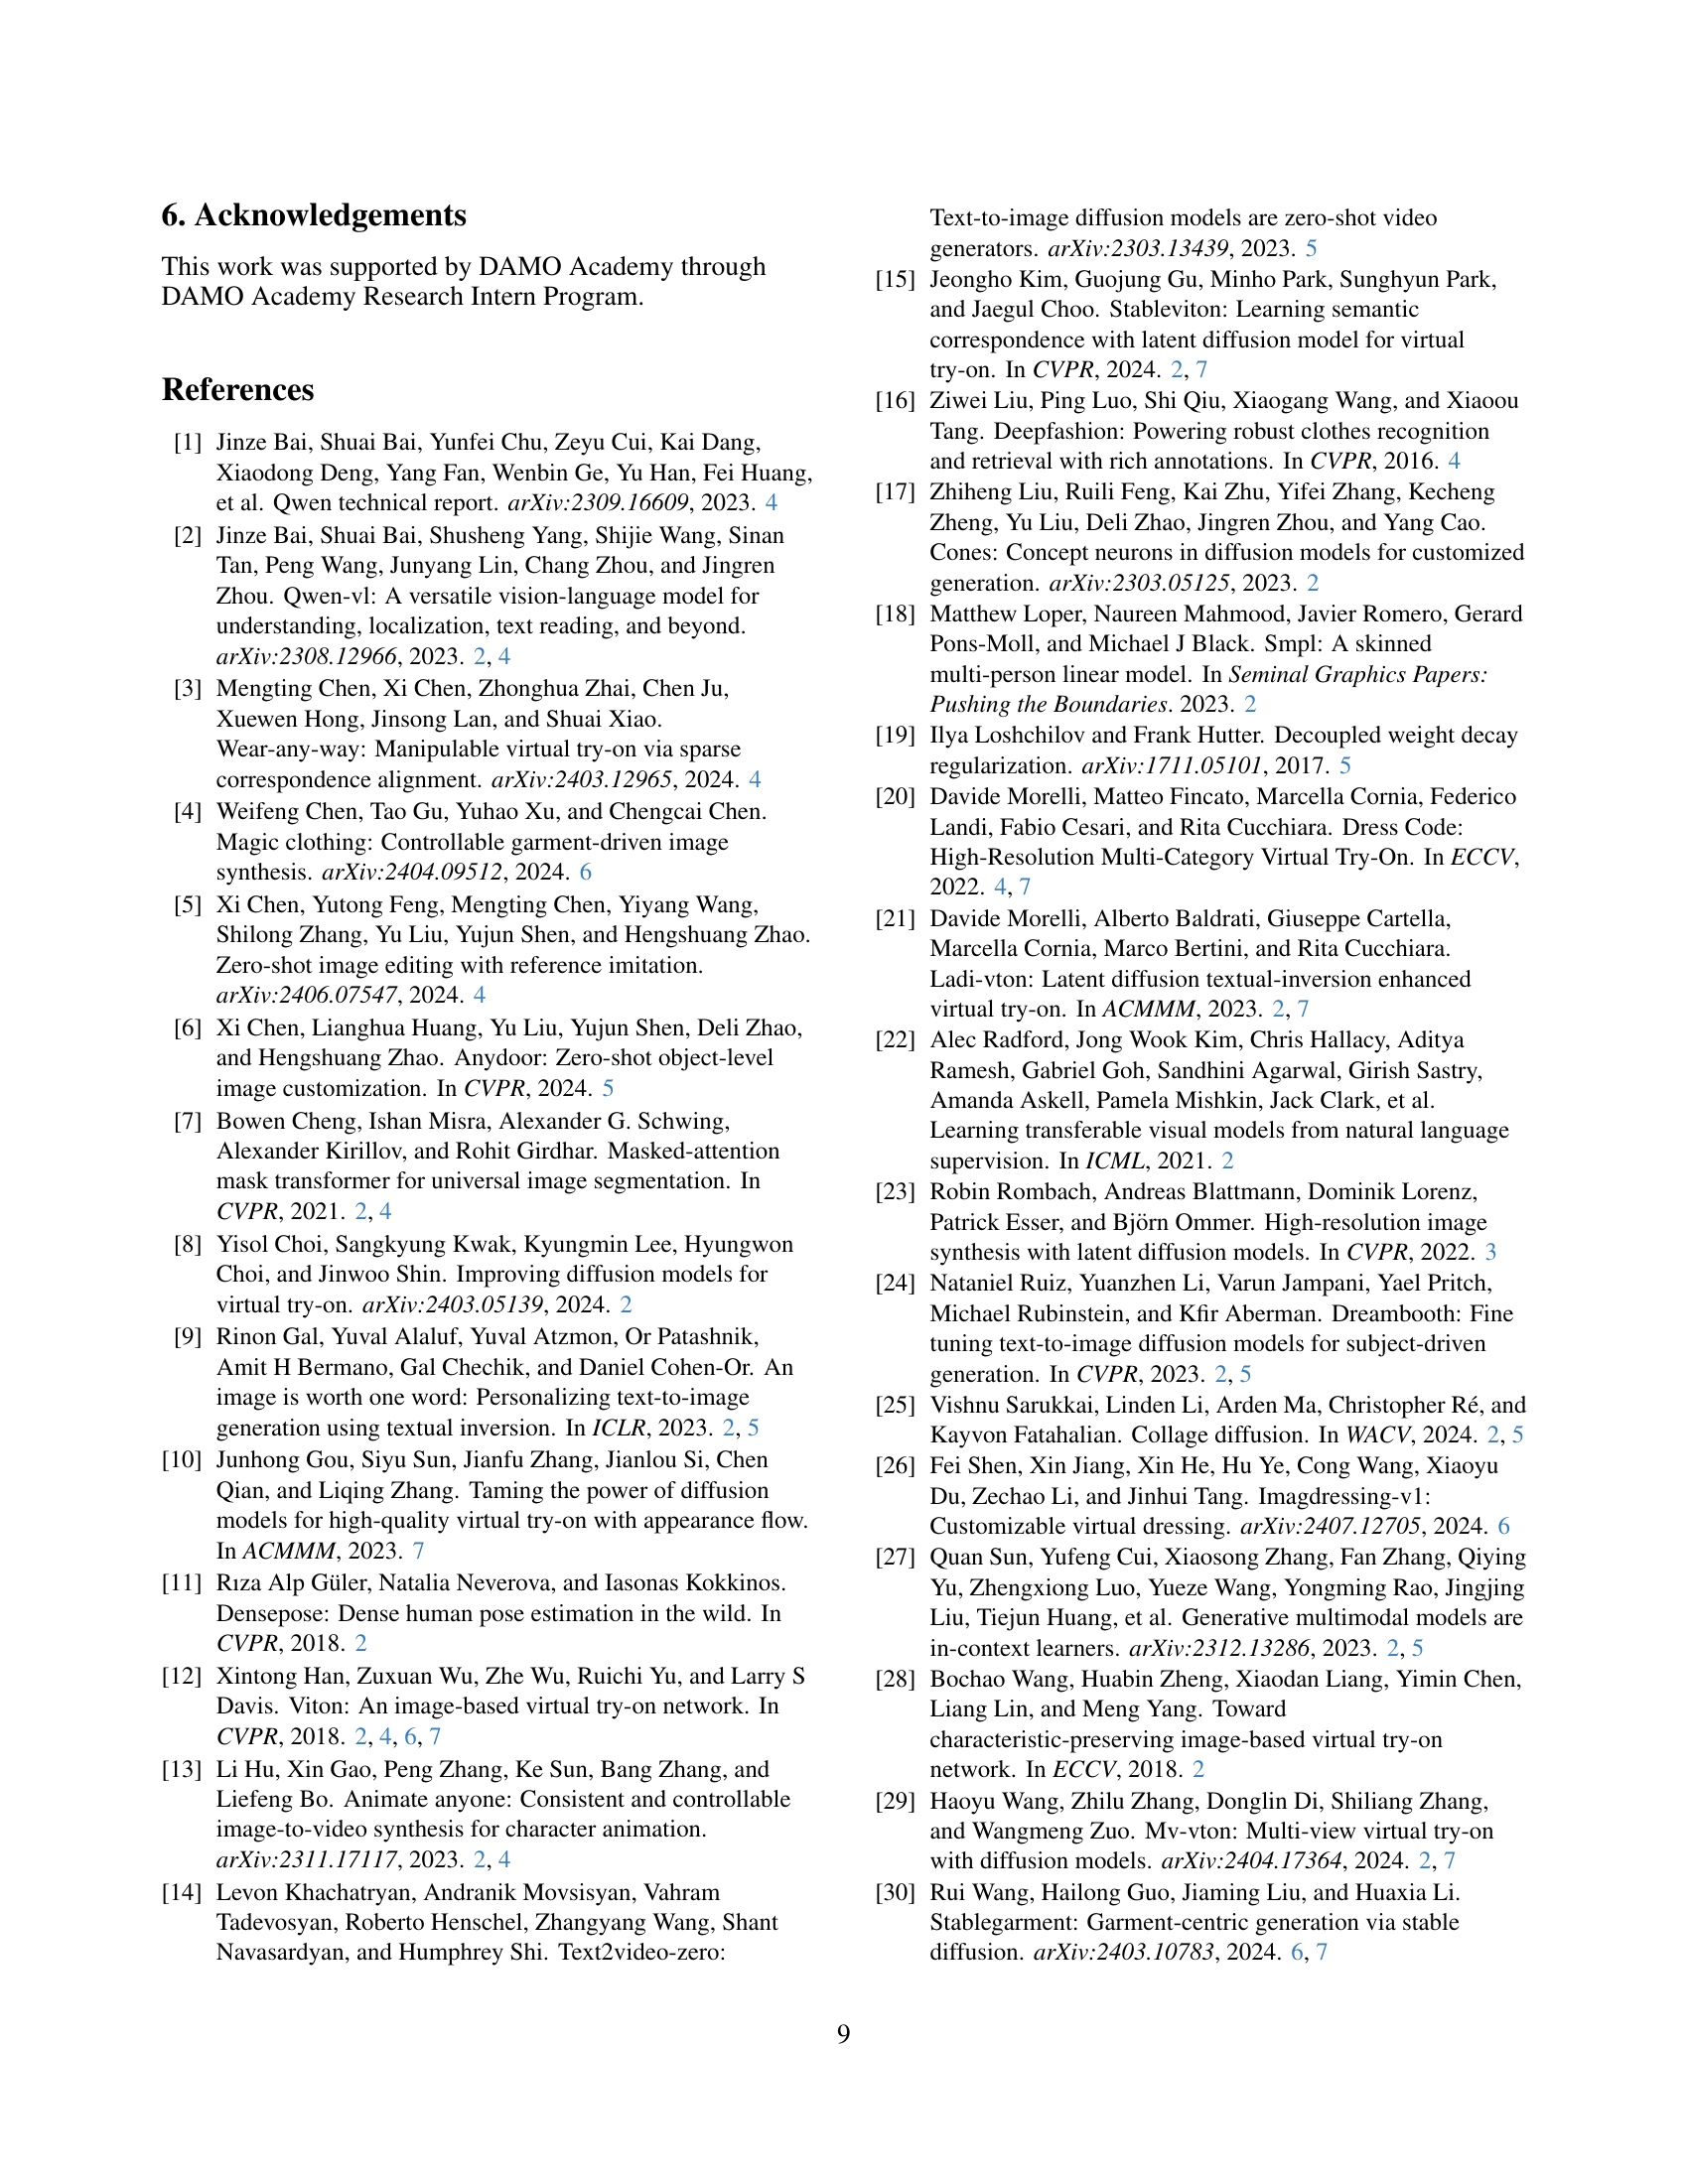 6. Acknowledgements
This work was supported by DAMO Academy through
DAMO Academy Research Intern Program.
References
[1] Jinze Bai, Shuai Bai, Yunfei Chu, Zeyu Cui, Kai Dang,
Xiaodong Deng, Yang Fan, Wenbin Ge, Yu Han, Fei Huang,
et al. Qwen technical report. arXiv:2309.16609, 2023. 4
[2] Jinze Bai, Shuai Bai, Shusheng Yang, Shijie Wang, Sinan
Tan, Peng Wang, Junyang Lin, Chang Zhou, and Jingren
Zhou. Qwen-vl: A versatile vision-language model for
understanding, localization, text reading, and beyond.
arXiv:2308.12966, 2023. 2, 4
[3] Mengting Chen, Xi Chen, Zhonghua Zhai, Chen Ju,
Xuewen Hong, Jinsong Lan, and Shuai Xiao.
Wear-any-way: Manipulable virtual try-on via sparse
correspondence alignment. arXiv:2403.12965, 2024. 4
[4] Weifeng Chen, Tao Gu, Yuhao Xu, and Chengcai Chen.
Magic clothing: Controllable garment-driven image
synthesis. arXiv:2404.09512, 2024. 6
[5] Xi Chen, Yutong Feng, Mengting Chen, Yiyang Wang,
Shilong Zhang, Yu Liu, Yujun Shen, and Hengshuang Zhao.
Zero-shot image editing with reference imitation.
arXiv:2406.07547, 2024. 4
[6] Xi Chen, Lianghua Huang, Yu Liu, Yujun Shen, Deli Zhao,
and Hengshuang Zhao. Anydoor: Zero-shot object-level
image customization. In CVPR, 2024. 5
[7] Bowen Cheng, Ishan Misra, Alexander G. Schwing,
Alexander Kirillov, and Rohit Girdhar. Masked-attention
mask transformer for universal image segmentation. In
CVPR, 2021. 2, 4
[8] Yisol Choi, Sangkyung Kwak, Kyungmin Lee, Hyungwon
Choi, and Jinwoo Shin. Improving diffusion models for
virtual try-on. arXiv:2403.05139, 2024. 2
[9] Rinon Gal, Yuval Alaluf, Yuval Atzmon, Or Patashnik,
Amit H Bermano, Gal Chechik, and Daniel Cohen-Or. An
image is worth one word: Personalizing text-to-image
generation using textual inversion. In ICLR, 2023. 2, 5
[10] Junhong Gou, Siyu Sun, Jianfu Zhang, Jianlou Si, Chen
Qian, and Liqing Zhang. Taming the power of diffusion
models for high-quality virtual try-on with appearance flow.
In ACMMM, 2023. 7
[11] Rıza Alp Güler, Natalia Neverova, and Iasonas Kokkinos.
Densepose: Dense human pose estimation in the wild. In
CVPR, 2018. 2
[12] Xintong Han, Zuxuan Wu, Zhe Wu, Ruichi Yu, and Larry S
Davis. Viton: An image-based virtual try-on network. In
CVPR, 2018. 2, 4, 6, 7
[13] Li Hu, Xin Gao, Peng Zhang, Ke Sun, Bang Zhang, and
Liefeng Bo. Animate anyone: Consistent and controllable
image-to-video synthesis for character animation.
arXiv:2311.17117, 2023. 2, 4
[14] Levon Khachatryan, Andranik Movsisyan, Vahram
Tadevosyan, Roberto Henschel, Zhangyang Wang, Shant
Navasardyan, and Humphrey Shi. Text2video-zero:
Text-to-image diffusion models are zero-shot video
generators. arXiv:2303.13439, 2023. 5
[15] Jeongho Kim, Guojung Gu, Minho Park, Sunghyun Park,
and Jaegul Choo. Stableviton: Learning semantic
correspondence with latent diffusion model for virtual
try-on. In CVPR, 2024. 2, 7
[16] Ziwei Liu, Ping Luo, Shi Qiu, Xiaogang Wang, and Xiaoou
Tang. Deepfashion: Powering robust clothes recognition
and retrieval with rich annotations. In CVPR, 2016. 4
[17] Zhiheng Liu, Ruili Feng, Kai Zhu, Yifei Zhang, Kecheng
Zheng, Yu Liu, Deli Zhao, Jingren Zhou, and Yang Cao.
Cones: Concept neurons in diffusion models for customized
generation. arXiv:2303.05125, 2023. 2
[18] Matthew Loper, Naureen Mahmood, Javier Romero, Gerard
Pons-Moll, and Michael J Black. Smpl: A skinned
multi-person linear model. In Seminal Graphics Papers:
Pushing the Boundaries. 2023. 2
[19] Ilya Loshchilov and Frank Hutter. Decoupled weight decay
regularization. arXiv:1711.05101, 2017. 5
[20] Davide Morelli, Matteo Fincato, Marcella Cornia, Federico
Landi, Fabio Cesari, and Rita Cucchiara. Dress Code:
High-Resolution Multi-Category Virtual Try-On. In ECCV,
2022. 4, 7
[21] Davide Morelli, Alberto Baldrati, Giuseppe Cartella,
Marcella Cornia, Marco Bertini, and Rita Cucchiara.
Ladi-vton: Latent diffusion textual-inversion enhanced
virtual try-on. In ACMMM, 2023. 2, 7
[22] Alec Radford, Jong Wook Kim, Chris Hallacy, Aditya
Ramesh, Gabriel Goh, Sandhini Agarwal, Girish Sastry,
Amanda Askell, Pamela Mishkin, Jack Clark, et al.
Learning transferable visual models from natural language
supervision. In ICML, 2021. 2
[23] Robin Rombach, Andreas Blattmann, Dominik Lorenz,
Patrick Esser, and Björn Ommer. High-resolution image
synthesis with latent diffusion models. In CVPR, 2022. 3
[24] Nataniel Ruiz, Yuanzhen Li, Varun Jampani, Yael Pritch,
Michael Rubinstein, and Kfir Aberman. Dreambooth: Fine
tuning text-to-image diffusion models for subject-driven
generation. In CVPR, 2023. 2, 5
[25] Vishnu Sarukkai, Linden Li, Arden Ma, Christopher Ré, and
Kayvon Fatahalian. Collage diffusion. In WACV, 2024. 2, 5
[26] Fei Shen, Xin Jiang, Xin He, Hu Ye, Cong Wang, Xiaoyu
Du, Zechao Li, and Jinhui Tang. Imagdressing-v1:
Customizable virtual dressing. arXiv:2407.12705, 2024. 6
[27] Quan Sun, Yufeng Cui, Xiaosong Zhang, Fan Zhang, Qiying
Yu, Zhengxiong Luo, Yueze Wang, Yongming Rao, Jingjing
Liu, Tiejun Huang, et al. Generative multimodal models are
in-context learners. arXiv:2312.13286, 2023. 2, 5
[28] Bochao Wang, Huabin Zheng, Xiaodan Liang, Yimin Chen,
Liang Lin, and Meng Yang. Toward
characteristic-preserving image-based virtual try-on
network. In ECCV, 2018. 2
[29] Haoyu Wang, Zhilu Zhang, Donglin Di, Shiliang Zhang,
and Wangmeng Zuo. Mv-vton: Multi-view virtual try-on
with diffusion models. arXiv:2404.17364, 2024. 2, 7
[30] Rui Wang, Hailong Guo, Jiaming Liu, and Huaxia Li.
Stablegarment: Garment-centric generation via stable
diffusion. arXiv:2403.10783, 2024. 6, 7
9